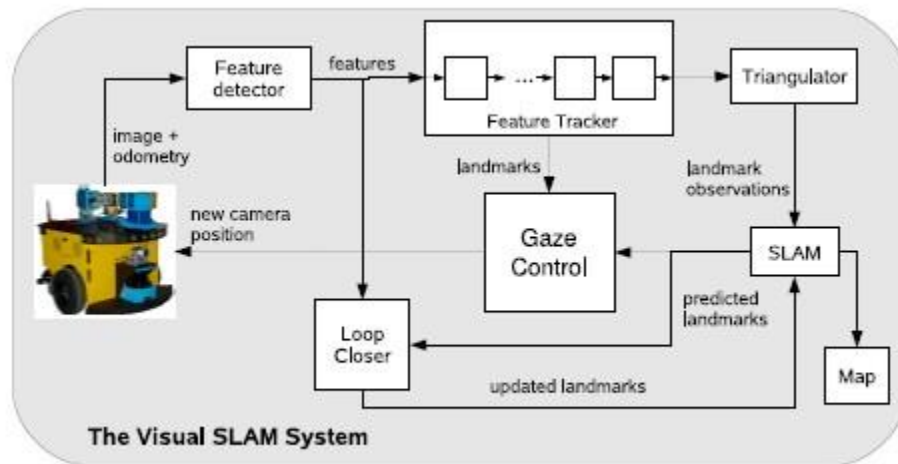 Feature
detector
features
...
Feature Tracker
Triangulator
image +
odometry
landmarks
landmark
observations
new camera
position
Gaze
Control
SLAM
predicted
landmarks
Loop
Closer
Map
updated landmarks
The Visual SLAM System